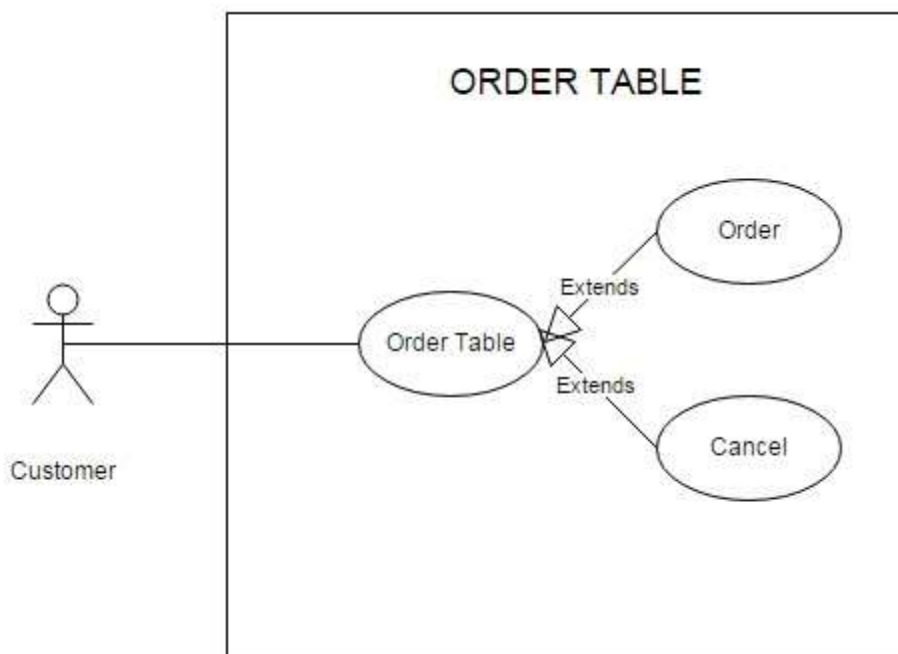 ORDER TABLE
Order
Extends
Order Table
Extends
Cancel
Customer